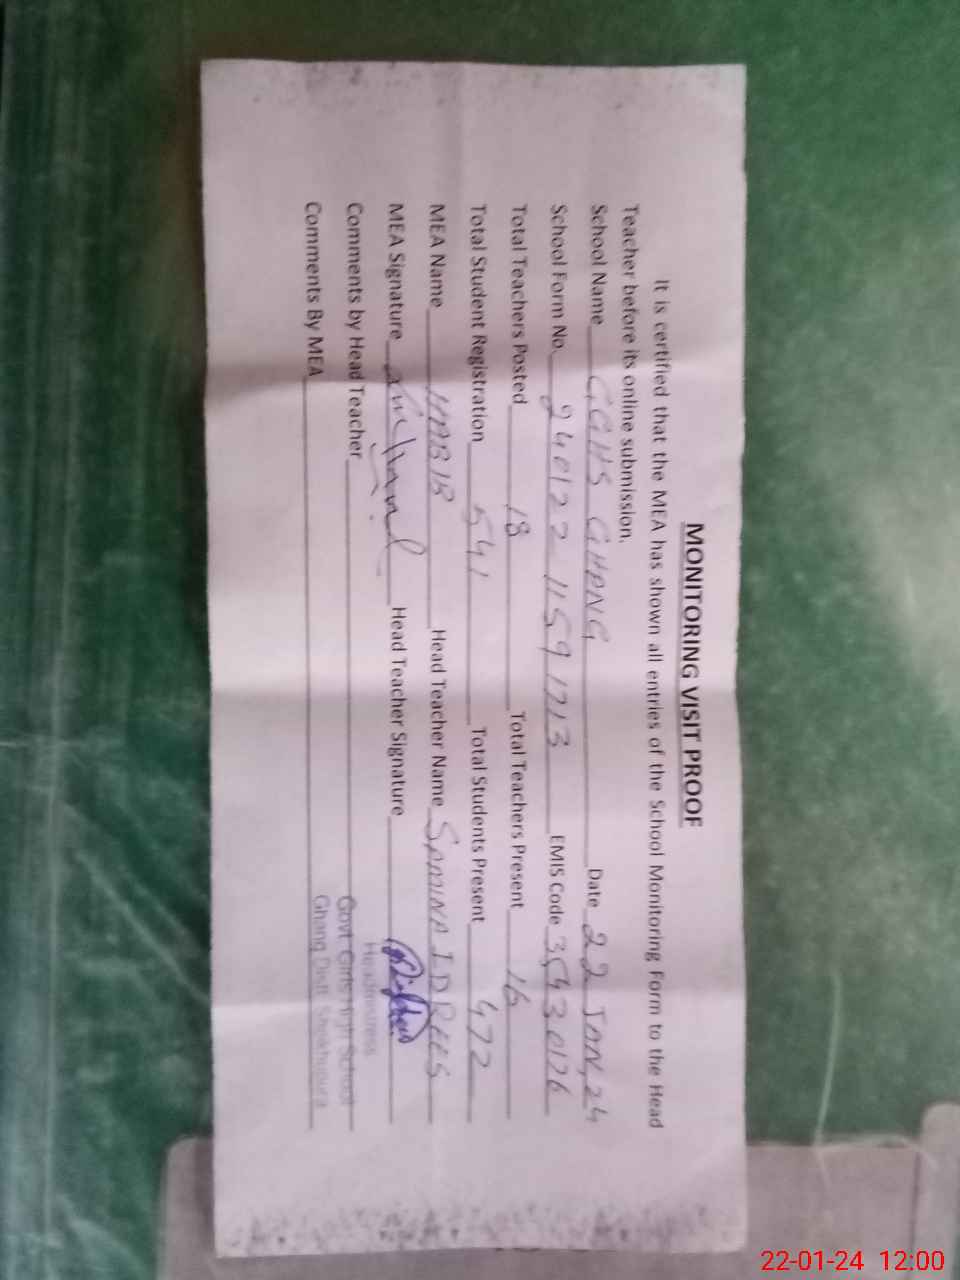 MONITORING VISIT PROOF
It is certified that the MEA has shown all entries of the School Monitoring Form to the Head
Teacher before its online submission.
School Name GGHS GHANG Date 22 JAN, 24
School Form No. 240122 11591713 EMIS Code 35430126
Total Teachers Posted 18 Total Teachers Present 16
Total Student Registration 541 Total Students Present 472
MEA Name HABIB Head Teacher Name SAMINA IDREES
MEA Signature Head Teacher Signature
Comments by Head Teacher
Comments By MEA
Headmistress
Govt. Girls High School
Ghang Distt. Sheikhupura
22-01-24 12:00